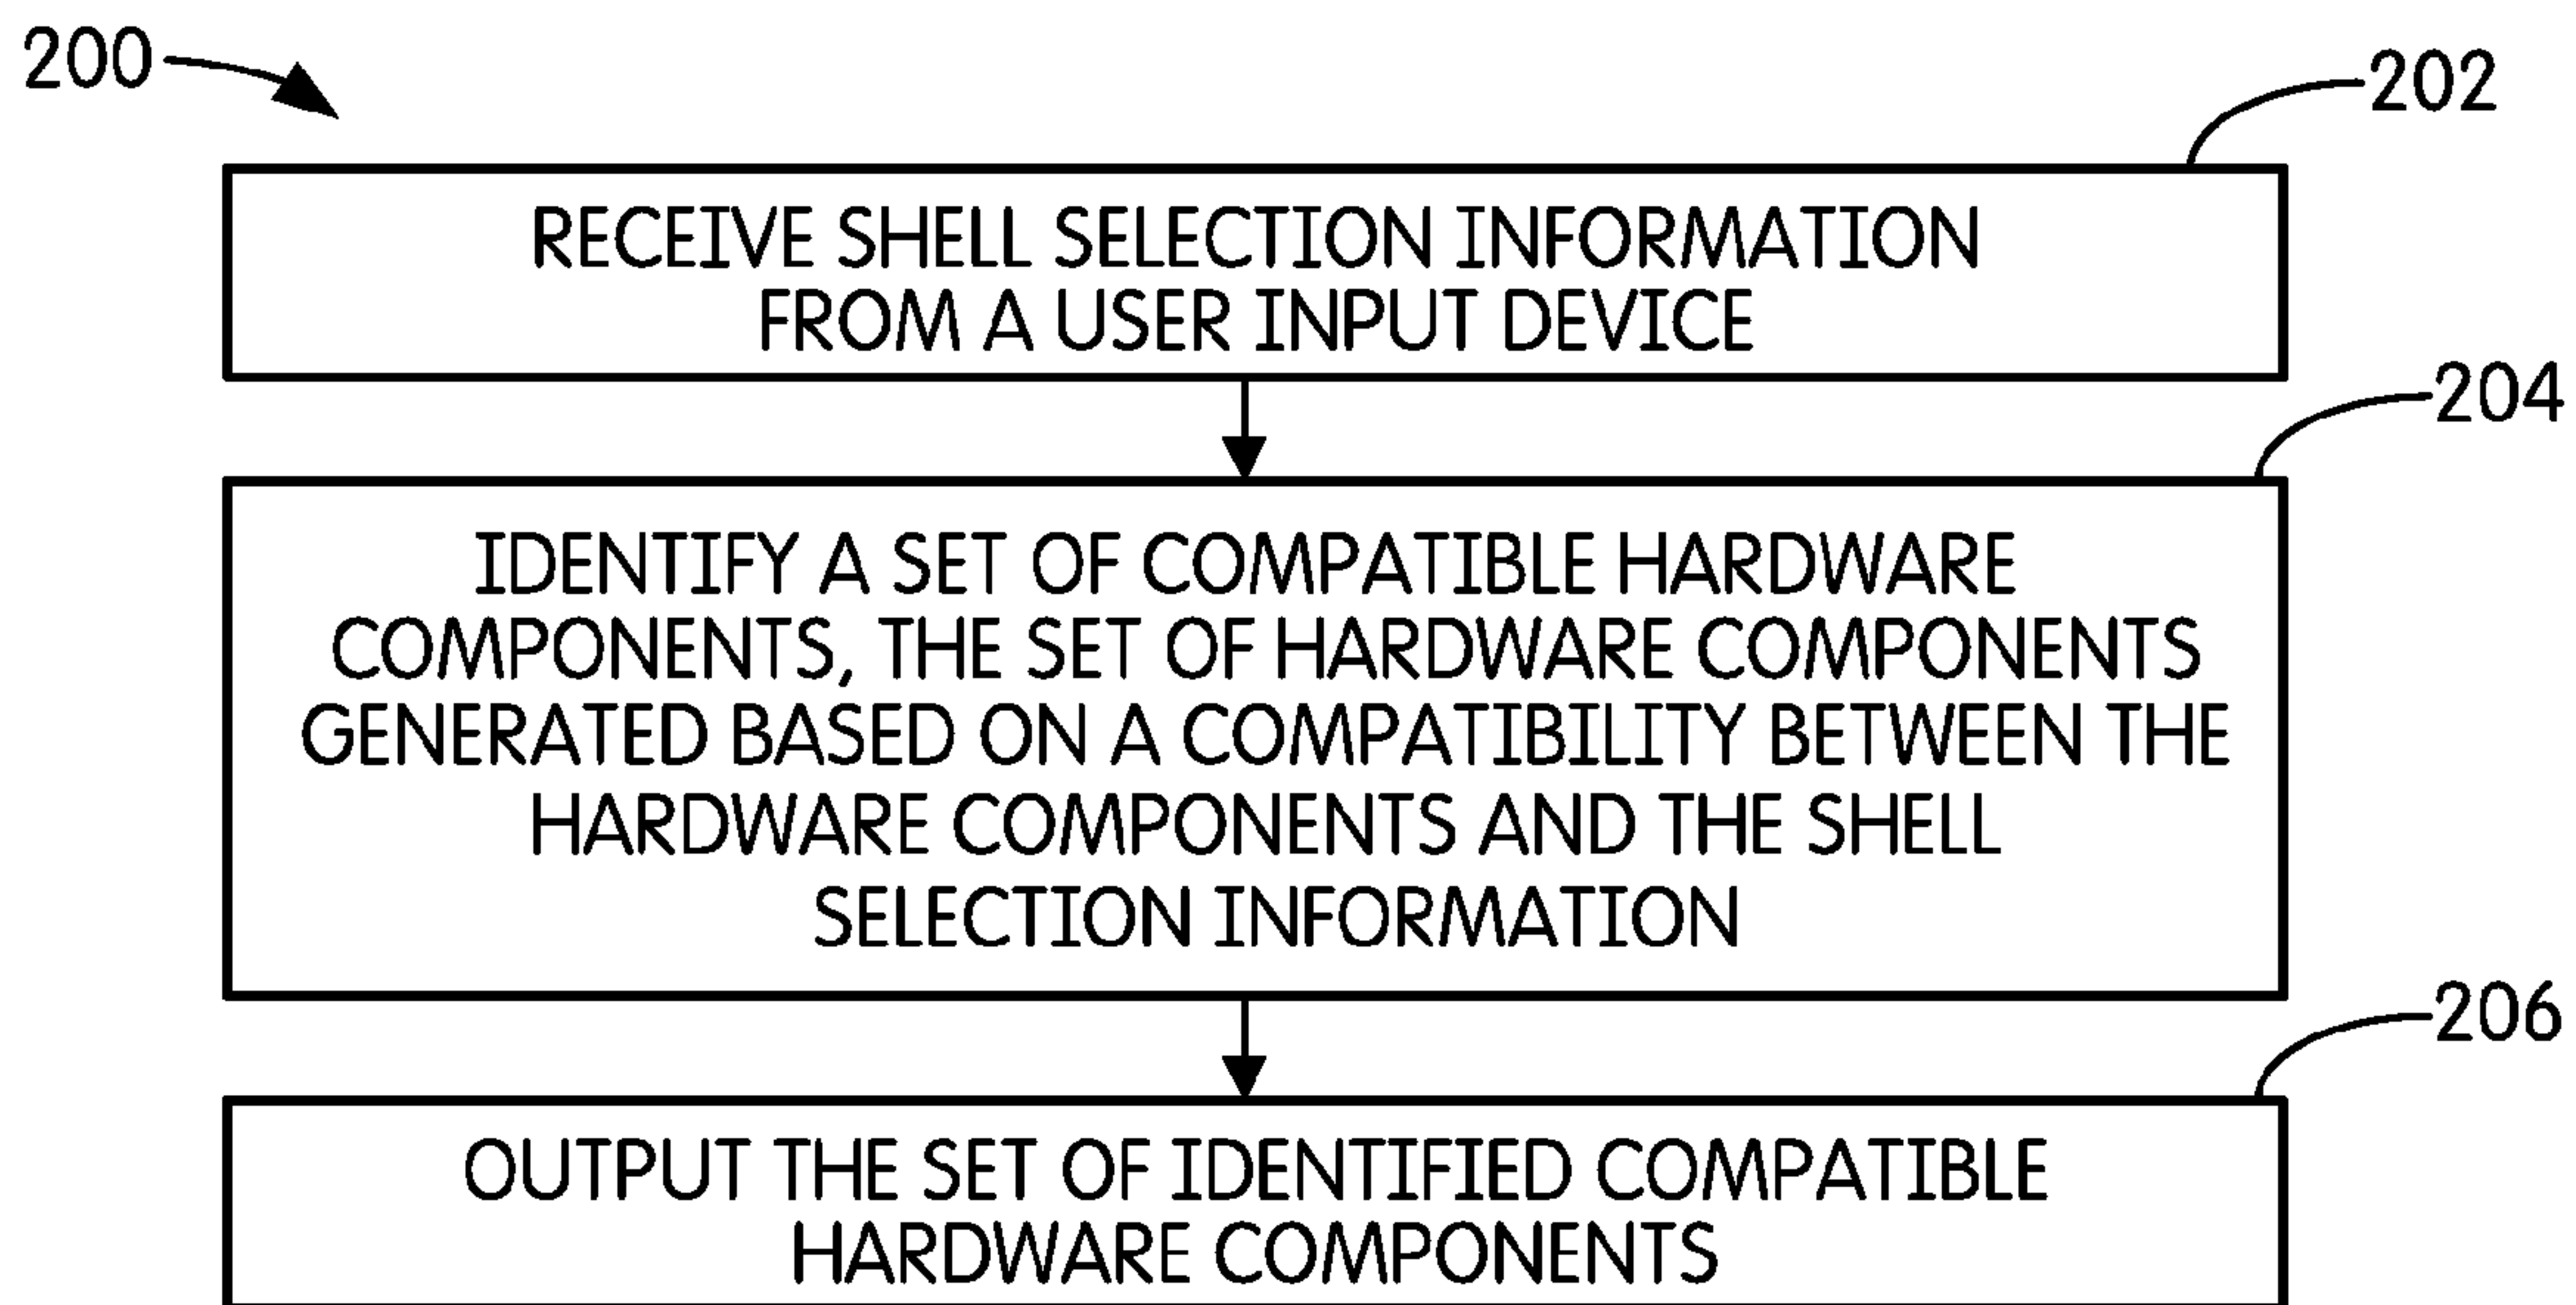 200
202
RECEIVE SHELL SELECTION INFORMATION
FROM A USER INPUT DEVICE
204
IDENTIFY A SET OF COMPATIBLE HARDWARE
COMPONENTS, THE SET OF HARDWARE COMPONENTS
GENERATED BASED ON A COMPATIBILITY BETWEEN THE
HARDWARE COMPONENTS AND THE SHELL
SELECTION INFORMATION
206
OUTPUT THE SET OF IDENTIFIED COMPATIBLE
HARDWARE COMPONENTS